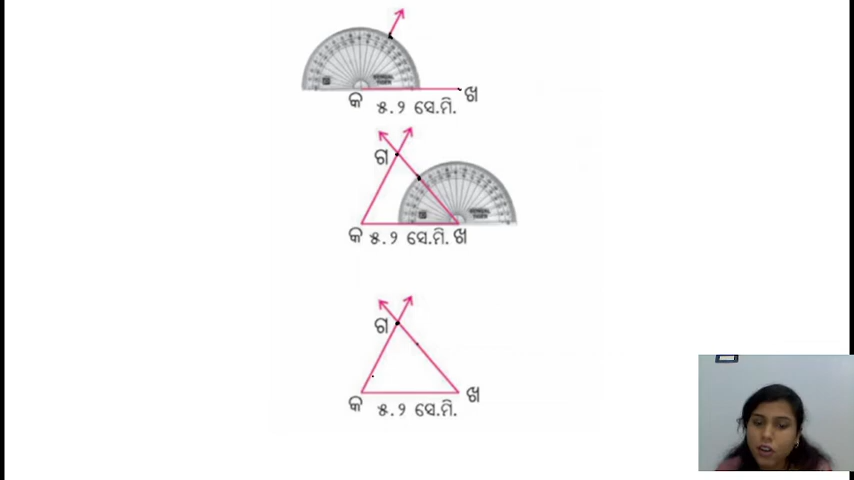 କ ଖ
୫.୨ ସେ.ମି.
ଗ
କ ୫.୨ ସେ.ମି. ଖ
ଗ
କ ଖ
୫.୨ ସେ.ମି.